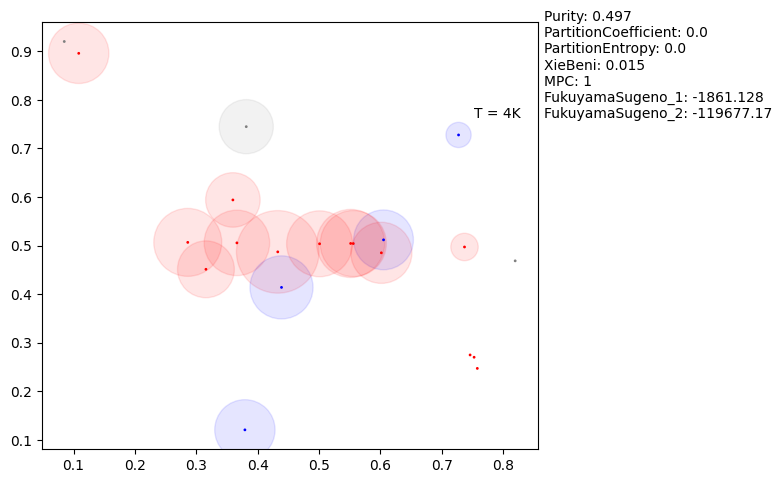 Purity: 0.497
PartitionCoefficient: 0.0
PartitionEntropy: 0.0
XieBeni: 0.015
MPC: 1
FukuyamaSugeno_1: -1861.128
FukuyamaSugeno_2: -119677.17
T = 4K
0.9
0.8
0.7
0.6
0.5
0.4
0.3
0.2
0.1
0.1 0.2 0.3 0.4 0.5 0.6 0.7 0.8